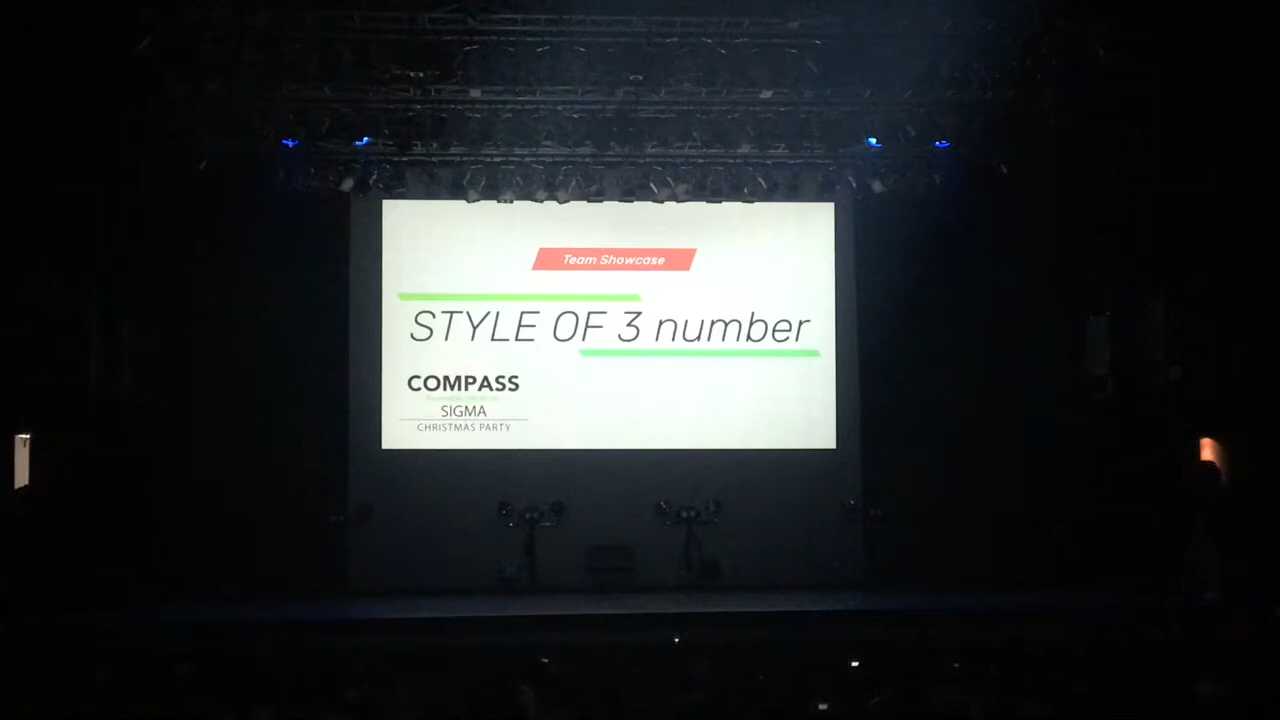 Team Showcase
STYLE OF 3 number
COMPASS
SIGMA
CHRISTMAS PARTY